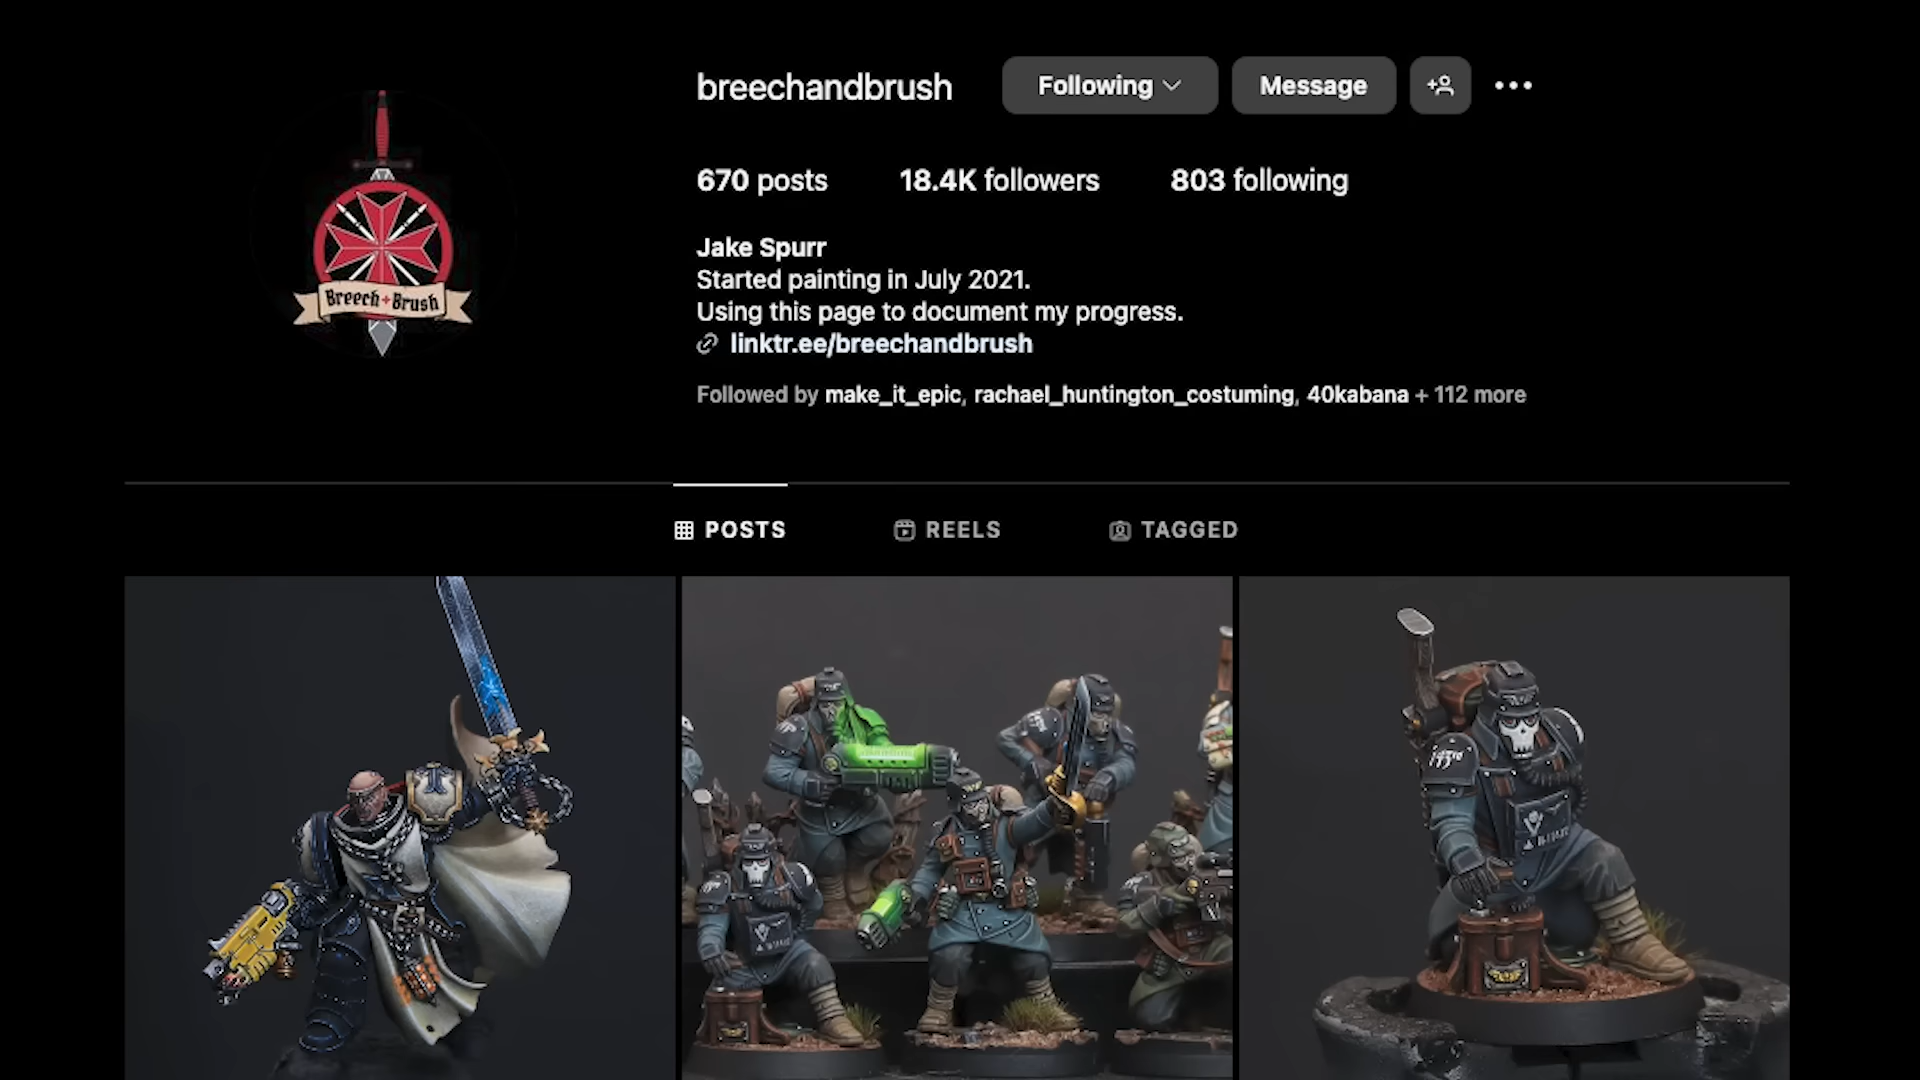 breechandbrush Following Message
670 posts 18.4K followers 803 following
Breech+Brush
Jake Spurr
Started painting in July 2021.
Using this page to document my progress.
linktr.ee/breechandbrush
Followed by make_it_epic, rachael_huntington_costuming, 40kabana + 112 more
POSTS REELS TAGGED